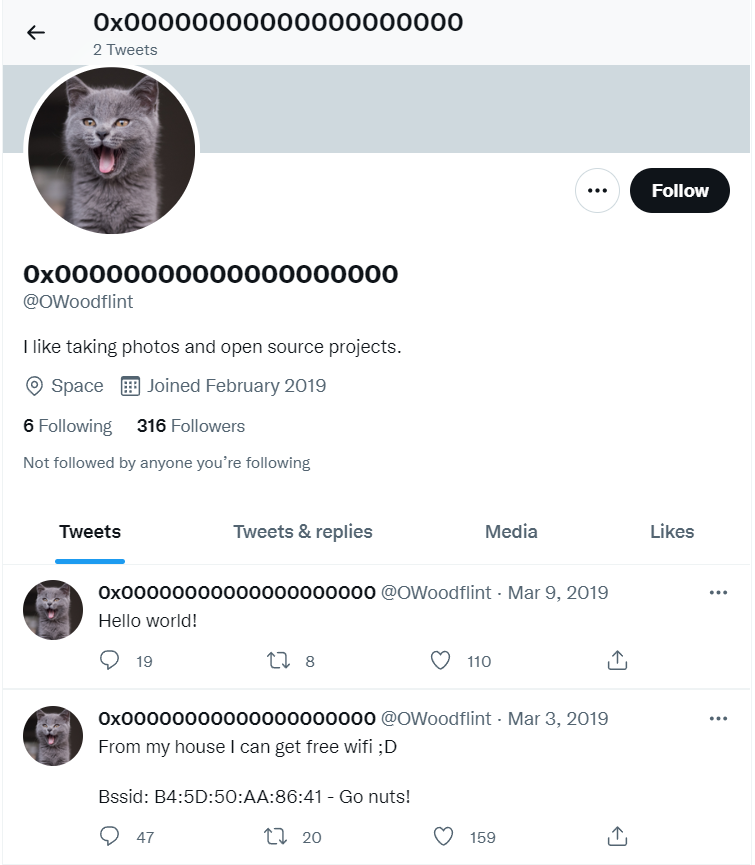 0x00000000000000000000
2 Tweets
Follow
0x00000000000000000000
@OWoodflint
I like taking photos and open source projects.
Space Joined February 2019
6 Following 316 Followers
Not followed by anyone you're following
Tweets Tweets & replies Media Likes
0x00000000000000000000 @OWoodflint · Mar 9, 2019
Hello world!
19 8 110
0x00000000000000000000 @OWoodflint · Mar 3, 2019
From my house I can get free wifi ;D
Bssid: B4:5D:50:AA:86:41 - Go nuts!
47 20 159